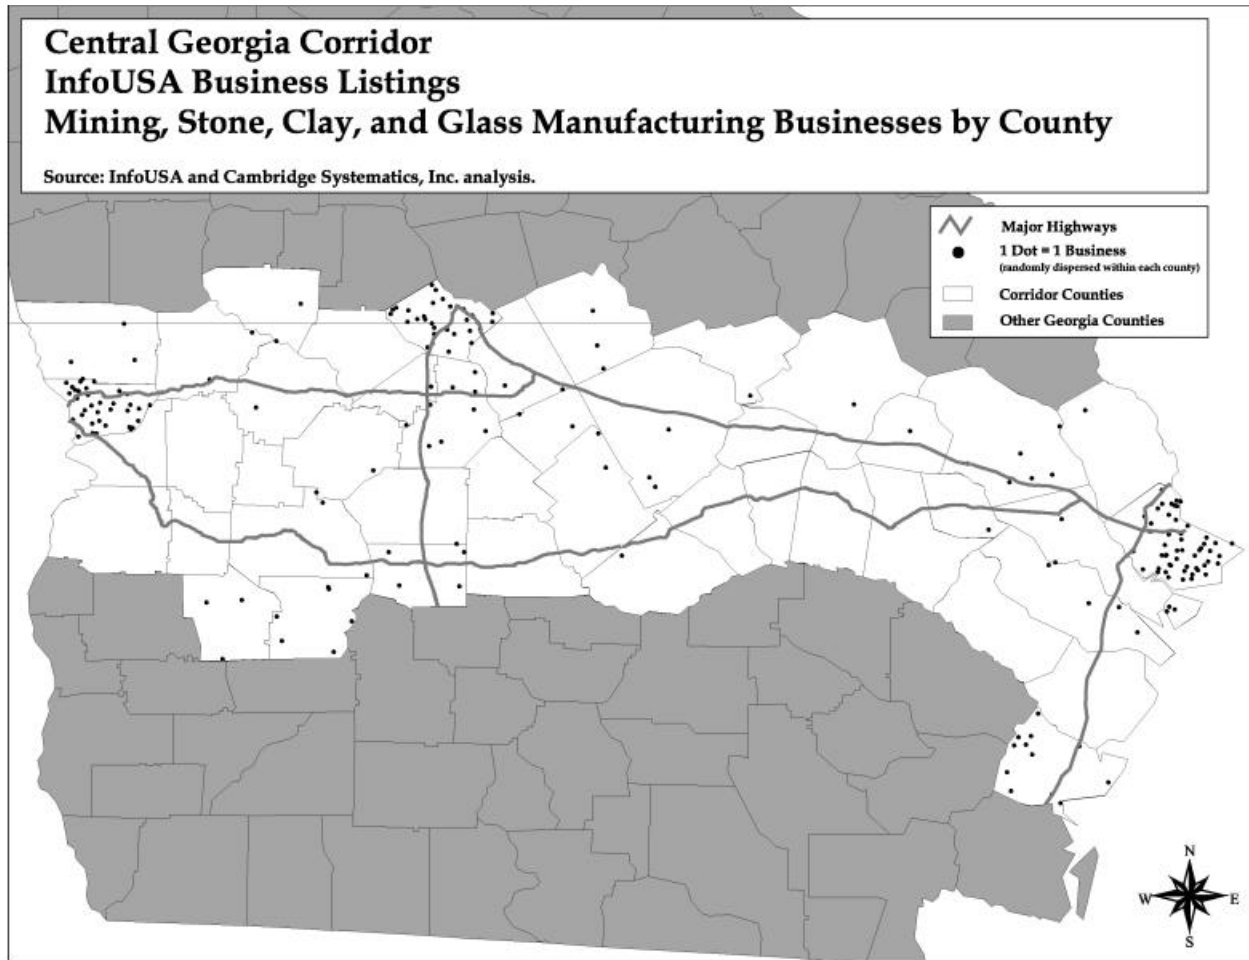 Central Georgia Corridor
InfoUSA Business Listings
Mining, Stone, Clay, and Glass Manufacturing Businesses by County
Source: InfoUSA and Cambridge Systematics, Inc. analysis.
Major Highways
1 Dot = 1 Business
(randomly dispersed within each county)
Corridor Counties
Other Georgia Counties
N
W E
S